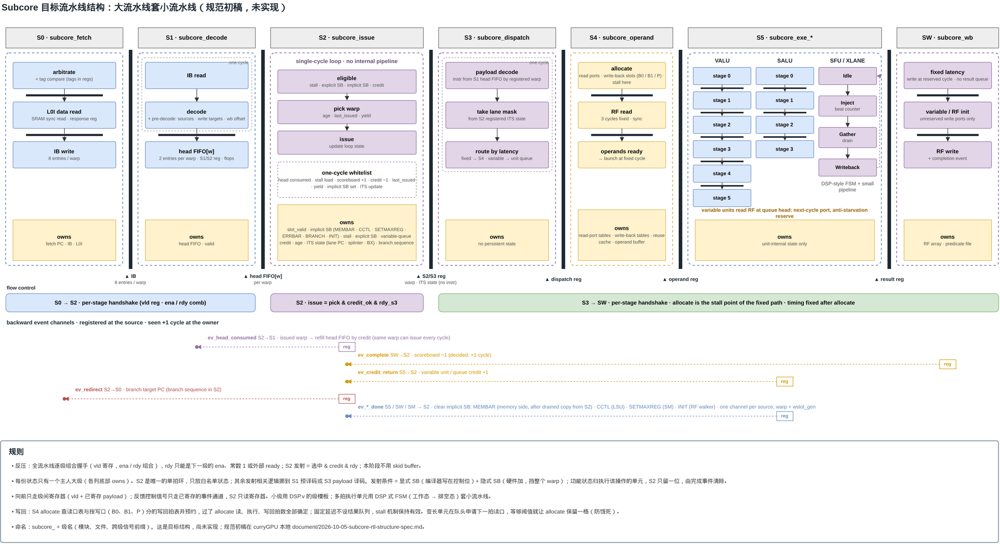 Subcore 目标流水线结构：大流水线套小流水线（规范初稿，未实现）
S0 · subcore_fetch
S1 · subcore_decode
S2 · subcore_issue
S3 · subcore_dispatch
S4 · subcore_operand
S5 · subcore_exe_*
SW · subcore_wb
arbitrate
+ tag compare (tags in regs)
L0I data read
SRAM sync read · response reg
IB write
8 entries / warp
owns
fetch PC · IB · L0I
one cycle
IB read
decode
+ pre-decode: sources · write targets · wb offset
head FIFO[w]
2 entries per warp · S1/S2 reg · flops
owns
head FIFO · valid
single-cycle loop · no internal pipeline
eligible
stall · explicit SB · implicit SB · credit
pick warp
age · last_issued · yield
issue
update loop state
one-cycle whitelist
head consumed · stall load · scoreboard +1 · credit −1 · last_issued
· yield · implicit SB set · ITS update
owns
slot_valid · implicit SB (MEMBAR · CCTL · SETMAXREG ·
ERRBAR · BRANCH · INIT) · stall · explicit SB · variable-queue
credit · age · ITS state (lane PC · splinter · BX) · branch sequence
one cycle
payload decode
instr from S1 head FIFO by registered warp
take lane mask
from S2 registered ITS state
route by latency
fixed → S4 · variable → unit queue
owns
no persistent state
allocate
read ports · write-back slots (B0 / B1 / P) ·
stall here
RF read
3 cycles fixed · sync
operands ready
→ launch at fixed cycle
owns
read-port tables · write-back tables · reuse
cache · operand buffer
VALU
stage 0
stage 1
stage 2
stage 3
stage 4
stage 5
SALU
stage 0
stage 1
stage 2
stage 3
SFU / XLANE
Idle
Inject
beat counter
Gather
drain
Writeback
DSP-style FSM + small
pipeline
variable units read RF at queue head: next-cycle port, anti-starvation
reserve
owns
unit-internal state only
fixed latency
write at reserved cycle · no result queue
variable / RF init
unreserved write ports only
RF write
+ completion event
owns
RF array · predicate file
▲ IB
8 entries / warp
▲ head FIFO[w]
per warp
▲ S2/S3 reg
warp · ITS state (no instr)
▲ dispatch reg
▲ operand reg
▲ result reg
flow control
S0 → S2 · per-stage handshake (vld reg · ena / rdy comb)
S2 · issue = pick & credit_ok & rdy_s3
S3 → SW · per-stage handshake · allocate is the stall point of the fixed path · timing fixed after allocate
backward event channels · registered at the source · seen +1 cycle at the owner
ev_head_consumed S2→S1 · issued warp → refill head FIFO by credit (same warp can issue every cycle)
reg
ev_complete SW→S2 · scoreboard −1 (decided: +1 cycle)
reg
ev_credit_return S5→S2 · variable unit / queue credit +1
reg
ev_redirect S2→S0 · branch target PC (branch sequence in S2)
reg
ev_*_done S5 / SW / SM → S2 · clear implicit SB: MEMBAR (memory side, after drained copy from S2) · CCTL (LSU) · SETMAXREG (SM) · INIT (RF walker) · one channel per source, warp + wslot_gen
reg
规则
• 反压：全流水线逐级组合握手（vld 寄存，ena / rdy 组合），rdy 只能是下一级的 ena、常数 1 或外部 ready；S2 发射 = 选中 & credit & rdy；本阶段不用 skid buffer。
• 每份状态只有一个主人大级（各列底部 owns）。S2 是唯一的单拍环，只放白名单状态；其余发射相关逻辑挪到 S1 预译码或 S3 payload 译码。发射条件 = 显式 SB（编译器写在控制位）+ 隐式 SB（硬件加，挡整个 warp）；功能状态归执行该操作的单元，S2 只留一位，由完成事件清除。
• 向前只走级间寄存器（vld + 已寄存 payload）；反馈控制信号只走已寄存的事件通道，S2 只读寄存器。小级用 DSP.v 的级模板；多拍执行单元用 DSP 式 FSM（工作态 → 排空态）套小流水线。
• 写回：S4 allocate 查读口表与按写口（B0、B1、P）分的写回拍表并预约，过了 allocate 读、执行、写回拍数全部确定；固定延迟不设结果队列，stall 机制保持有效。变长单元在队头申请下一拍读口，等够阈值就让 allocate 保留一格（防饿死）。
• 命名：subcore_ + 级名（模块、文件、跨级信号前缀）。这是目标结构，尚未实现；规范初稿在 curryGPU 本地 document/2026-10-05-subcore-rtl-structure-spec.md。